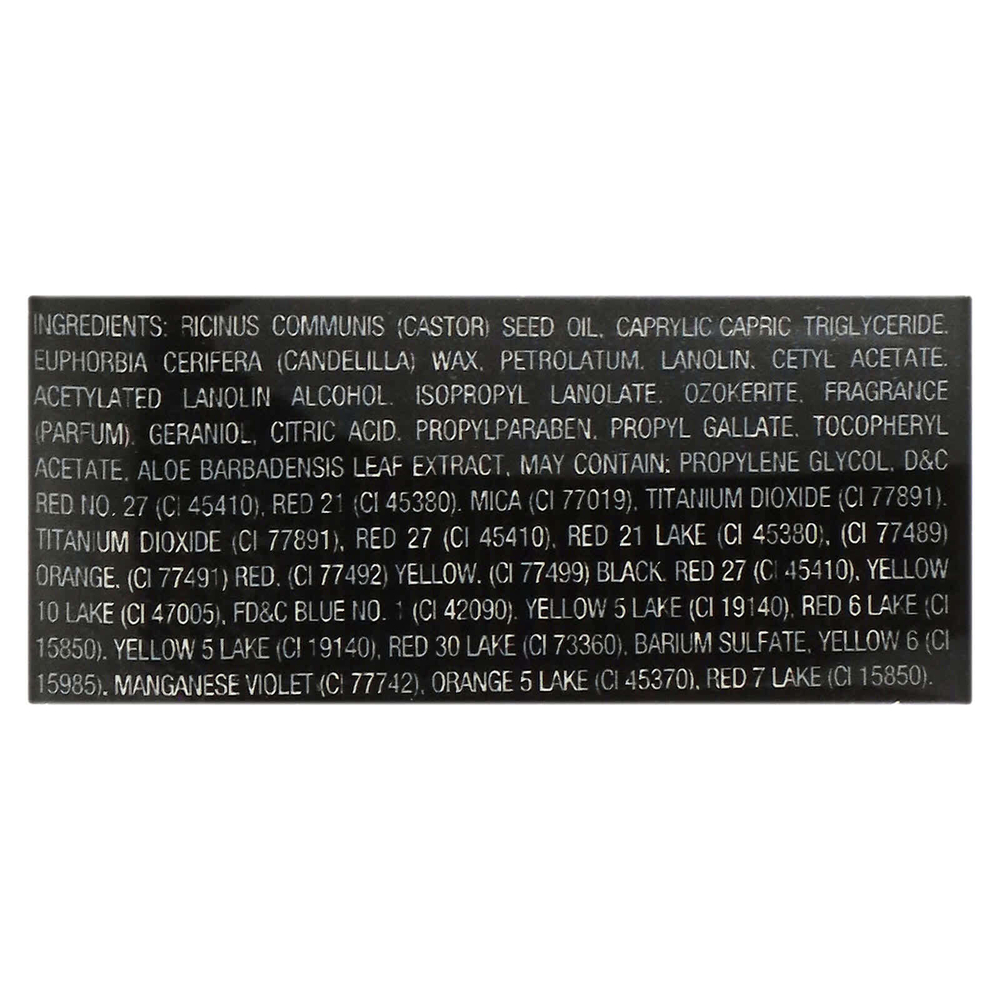 INGREDIENTS: RICINUS COMMUNIS (CASTOR) SEED OIL, CAPRYLIC CAPRIC TRIGLYCERIDE.
EUPHORBIA CERIFERA (CANDELILLA) WAX, PETROLATUM, LANOLIN, CETYL ACETATE,
ACETYLATED LANOLIN ALCOHOL, ISOPROPYL LANOLATE, OZOKERITE, FRAGRANCE
(PARFUM), GERANIOL, CITRIC ACID, PROPYLPARABEN, PROPYL GALLATE, TOCOPHERYL
ACETATE, ALOE BARBADENSIS LEAF EXTRACT, MAY CONTAIN: PROPYLENE GLYCOL, D&C
RED NO. 27 (CI 45410), RED 21 (CI 45380), MICA (CI 77019), TITANIUM DIOXIDE (CI 77891).
TITANIUM DIOXIDE (CI 77891), RED 27 (CI 45410), RED 21 LAKE (CI 45380), (CI 77489)
ORANGE, (CI 77491) RED, (CI 77492) YELLOW, (CI 77499) BLACK. RED 27 (CI 45410), YELLOW
10 LAKE (CI 47005), FD&C BLUE NO. 1 (CI 42090). YELLOW 5 LAKE (CI 19140), RED 6 LAKE (CI
15850). YELLOW 5 LAKE (CI 19140), RED 30 LAKE (CI 73360), BARIUM SULFATE, YELLOW 6 (CI
15985), MANGANESE VIOLET (CI 77742), ORANGE 5 LAKE (CI 45370), RED 7 LAKE (CI 15850).